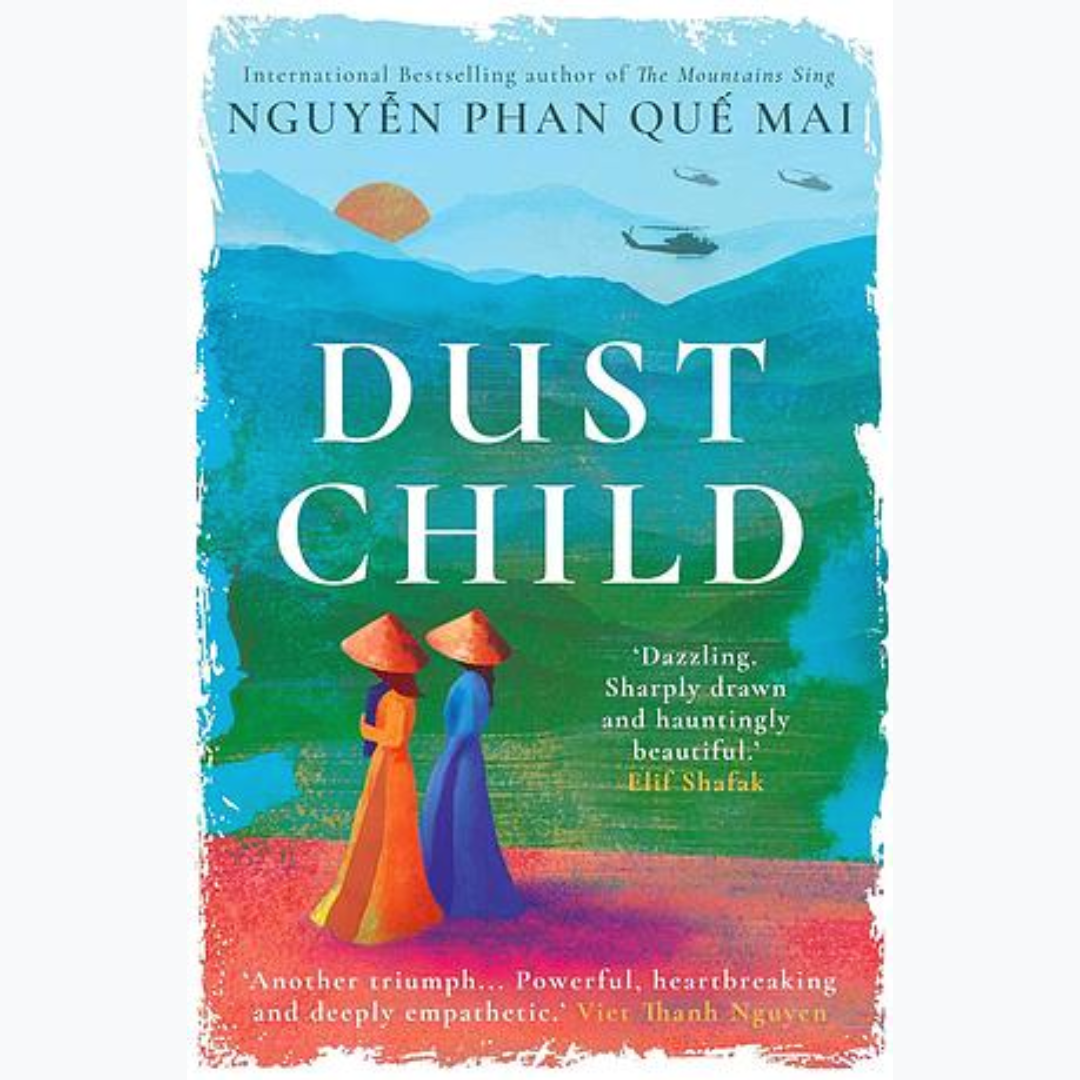 International Bestselling author of The Mountains Sing
NGUYỄN PHAN QUẾ MAI
DUST
CHILD
‘Dazzling.
Sharply drawn
and hauntingly
beautiful.’
Elif Shafak
‘Another triumph... Powerful, heartbreaking
and deeply empathetic.’ Viet Thanh Nguyen